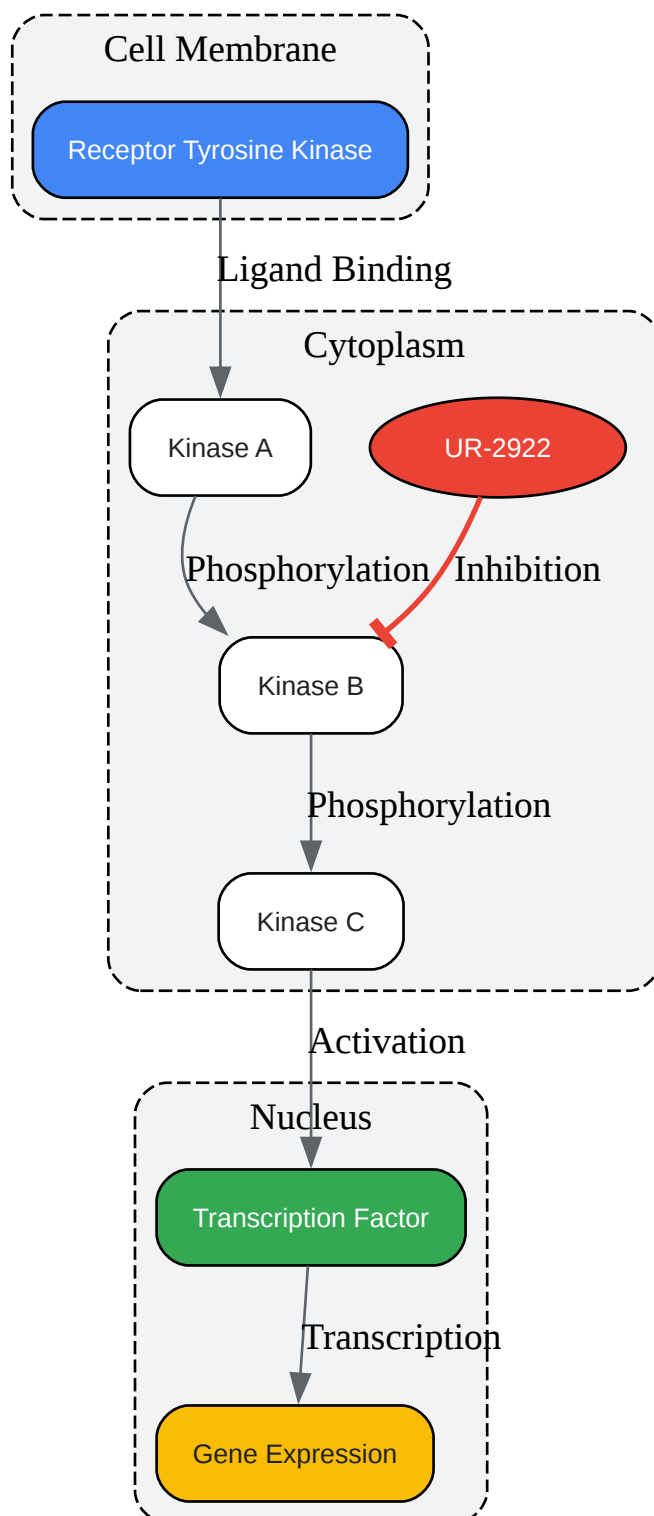 Cell Membrane
Receptor Tyrosine Kinase
Ligand Binding
Cytoplasm
Kinase A
UR-2922
Phosphorylation
Inhibition
Kinase B
Phosphorylation
Kinase C
Activation
Nucleus
Transcription Factor
Transcription
Gene Expression